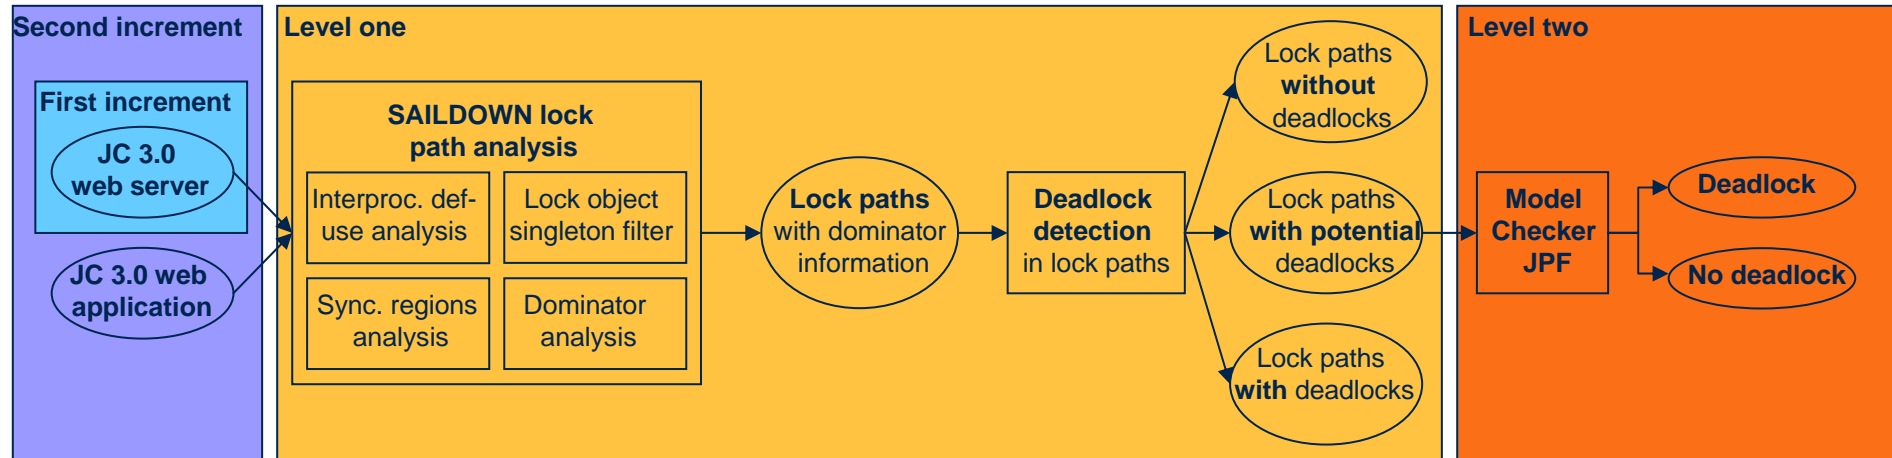 Second increment
First increment
JC 3.0
web server
JC 3.0 web
application
Level one
SAILDOWN lock
path analysis
Interproc. def-
use analysis
Lock object
singleton filter
Sync. regions
analysis
Dominator
analysis
Lock paths
with dominator
information
Deadlock
detection
in lock paths
Lock paths
without
deadlocks
Lock paths
with potential
deadlocks
Lock paths
with deadlocks
Level two
Model
Checker
JPF
Deadlock
No deadlock